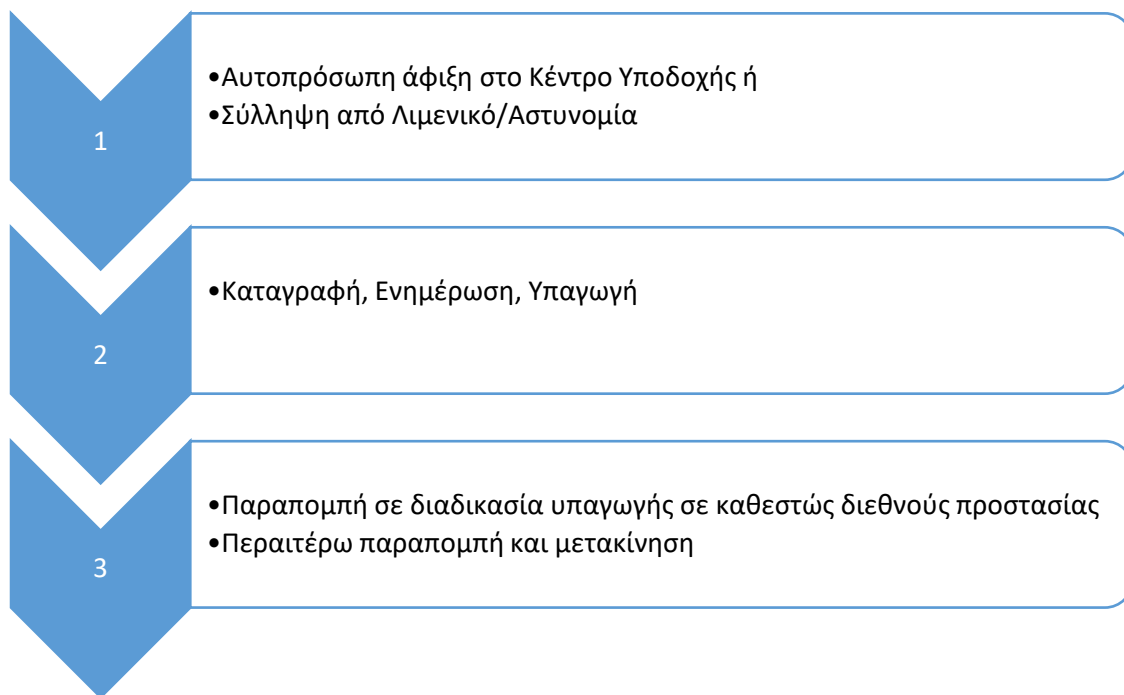 1
•Αυτοπρόσωπη άφιξη στο Κέντρο Υποδοχής ή
•Σύλληψη από Λιμενικό/Αστυνομία
2
•Καταγραφή, Ενημέρωση, Υπαγωγή
3
•Παραπομπή σε διαδικασία υπαγωγής σε καθεστώς διεθνούς προστασίας
•Περαιτέρω παραπομπή και μετακίνηση